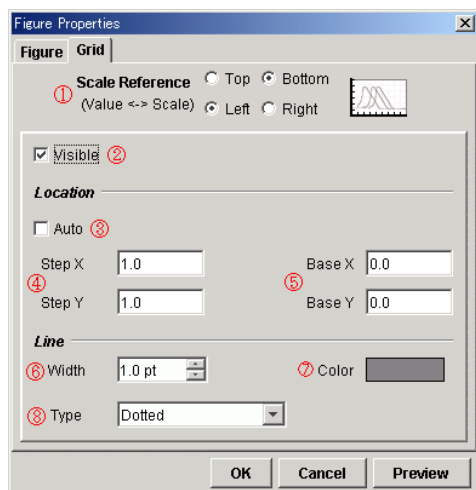 Figure Properties
Figure Grid
① Scale Reference Top Bottom
(Value <-> Scale) Left Right
Visible ②
Location
Auto ③
Step X 1.0 Base X 0.0
④ ⑤
Step Y 1.0 Base Y 0.0
Line
⑥ Width 1.0 pt ⑦ Color
⑧ Type Dotted
OK Cancel Preview